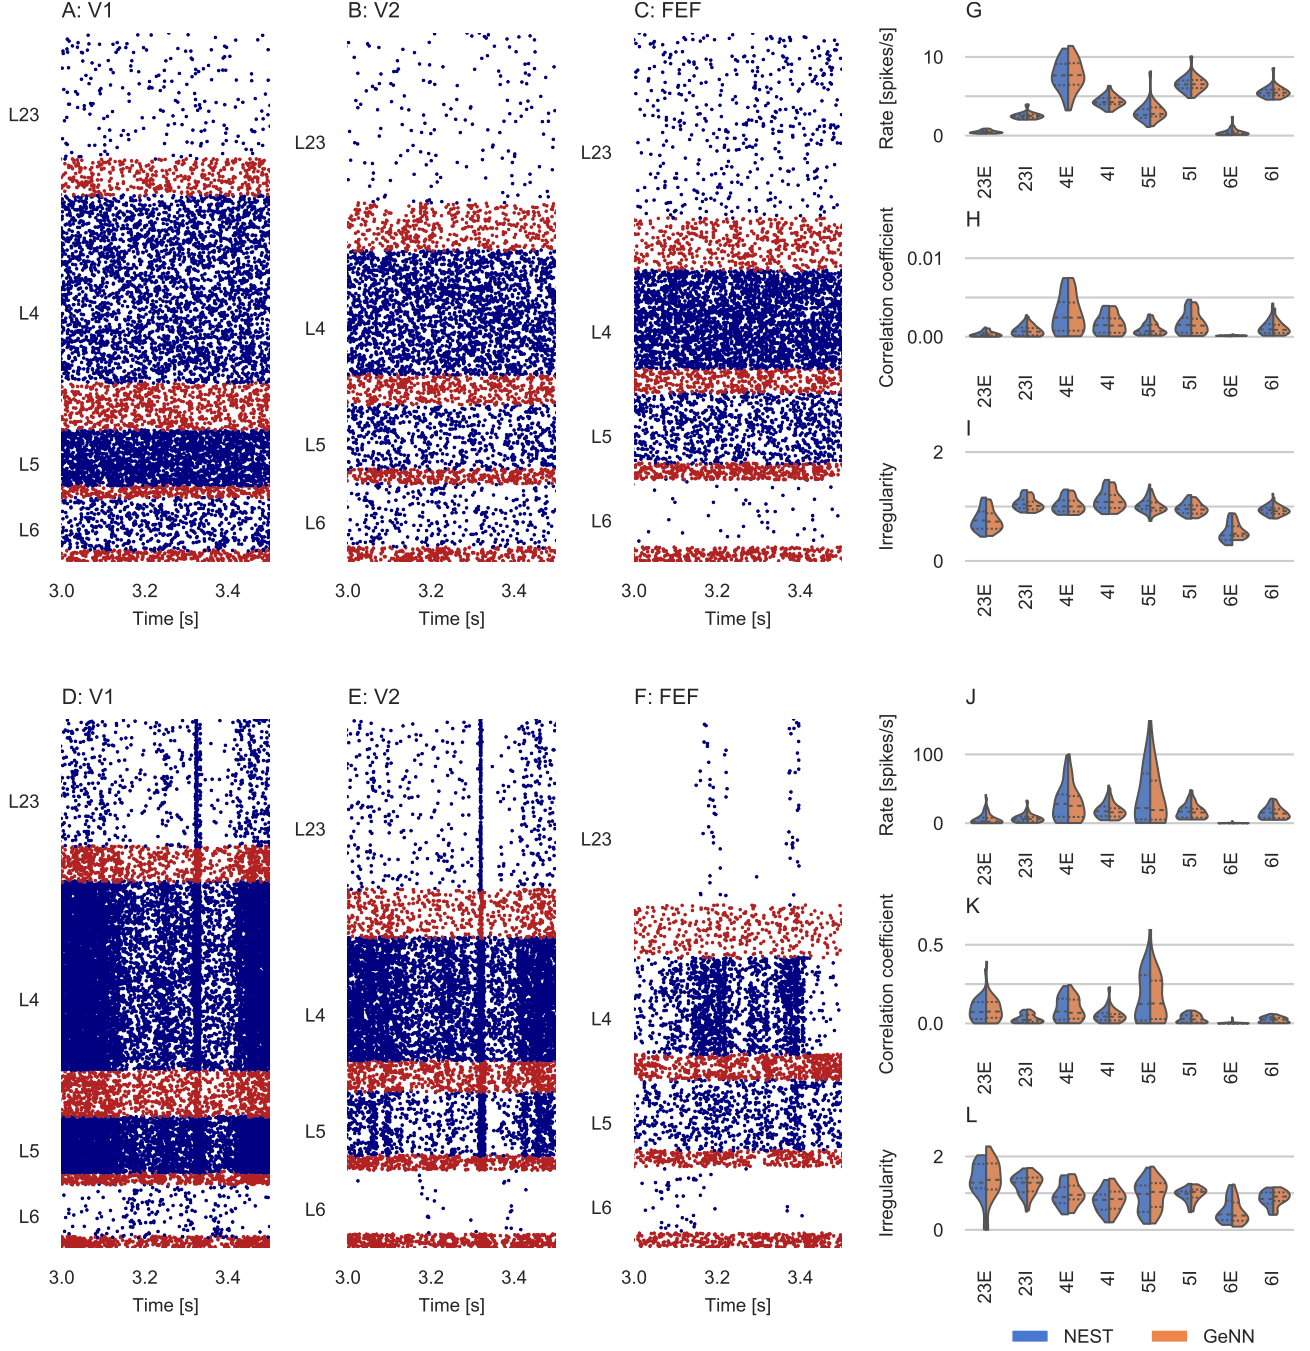 A: V1
B: V2
C: FEF
L23
L4
L5
L6
3.0 3.2 3.4
Time [s]
L23
L4
L5
L6
3.0 3.2 3.4
Time [s]
L23
L4
L5
L6
3.0 3.2 3.4
Time [s]
G
Rate [spikes/s]
10
0
23E 23I 4E 4I 5E 5I 6E 6I
H
Correlation coefficient
0.01
0.00
23E 23I 4E 4I 5E 5I 6E 6I
I
Irregularity
2
1
0
23E 23I 4E 4I 5E 5I 6E 6I
D: V1
E: V2
F: FEF
L23
L4
L5
L6
3.0 3.2 3.4
Time [s]
L23
L4
L5
L6
3.0 3.2 3.4
Time [s]
L23
L4
L5
L6
3.0 3.2 3.4
Time [s]
J
Rate [spikes/s]
100
0
23E 23I 4E 4I 5E 5I 6E 6I
K
Correlation coefficient
0.5
0.0
23E 23I 4E 4I 5E 5I 6E 6I
L
Irregularity
2
0
23E 23I 4E 4I 5E 5I 6E 6I
NEST
GeNN